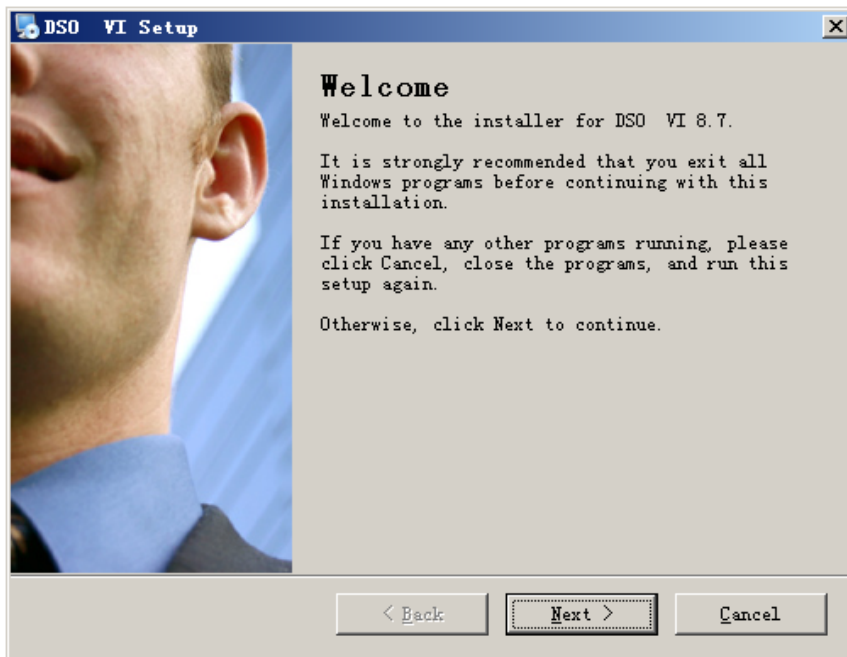 DSO  VI Setup
Welcome
Welcome to the installer for DSO  VI 8.7.
It is strongly recommended that you exit all
Windows programs before continuing with this
installation.
If you have any other programs running, please
click Cancel, close the programs, and run this
setup again.
Otherwise, click Next to continue.
< Back
Next >
Cancel